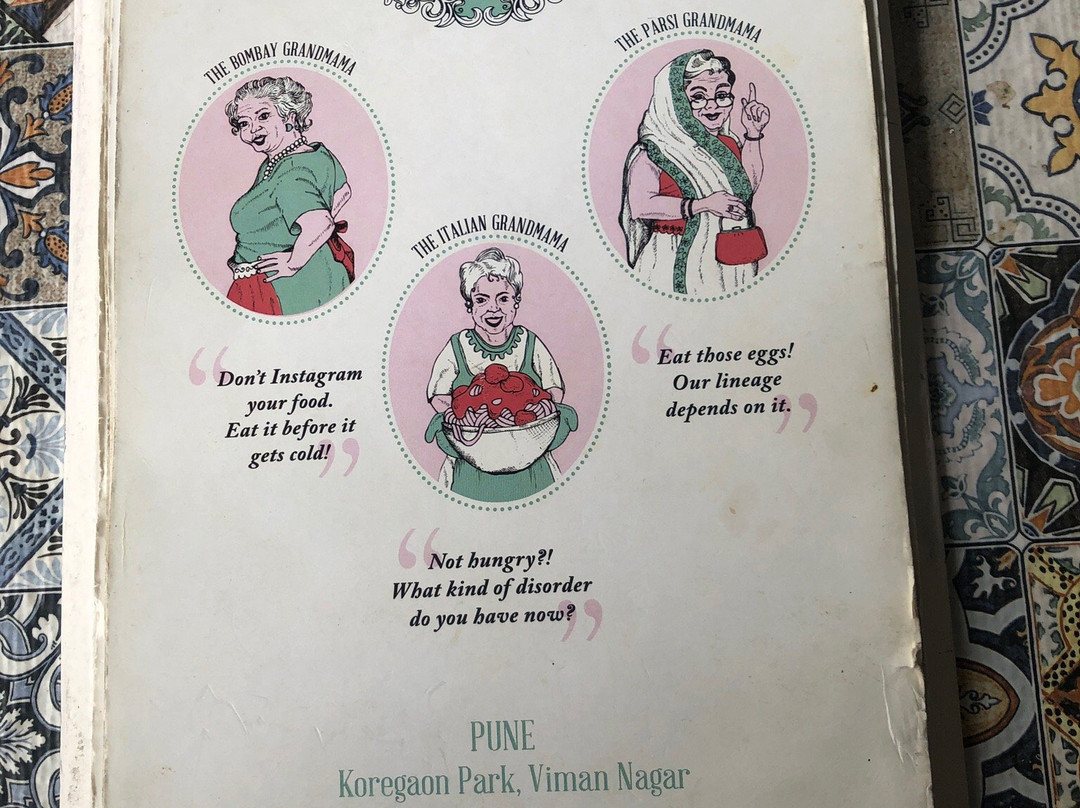 THE BOMBAY GRANDMAMA
Don't Instagram
your food.
Eat it before it
gets cold!
THE ITALIAN GRANDMAMA
Not hungry?!
What kind of disorder
do you have now?
THE PARSI GRANDMAMA
Eat those eggs!
Our lineage
depends on it.
PUNE
Koregaon Park, Viman Nagar